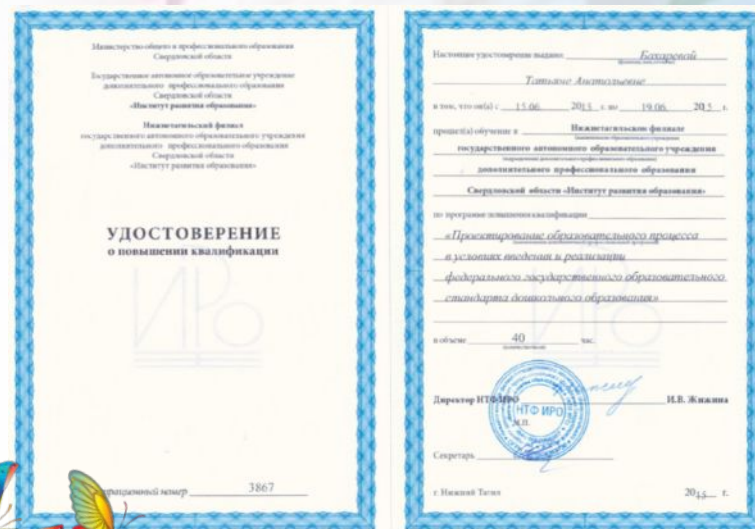 Министерство общего и профессионального образования
Свердловской области
Государственное автономное образовательное учреждение
дополнительного профессионального образования
Свердловской области
«Институт развития образования»
Нижнетагильский филиал
государственного автономного образовательного учреждения
дополнительного профессионального образования
Свердловской области
«Институт развития образования»
УДОСТОВЕРЕНИЕ
о повышении квалификации
ИРО
номер 3867
Настоящее удостоверение выдано Бахаревой
Татьяне Анатольевне
в том, что он(а) с 15.06. 2015 г. по 19.06. 2015 г.
прошел(а) обучение в Нижнетагильском филиале
государственного автономного образовательного учреждения
дополнительного профессионального образования
Свердловской области «Институт развития образования»
по программе повышения квалификации
«Проектирование образовательного процесса
в условиях введения и реализации
федерального государственного образовательного
стандарта дошкольного образования»
в объеме 40 час.
Директор НТФ ИРО И.В. Жижина
НТФ ИРО
М.П.
Секретарь
г. Нижний Тагил 2015 г.